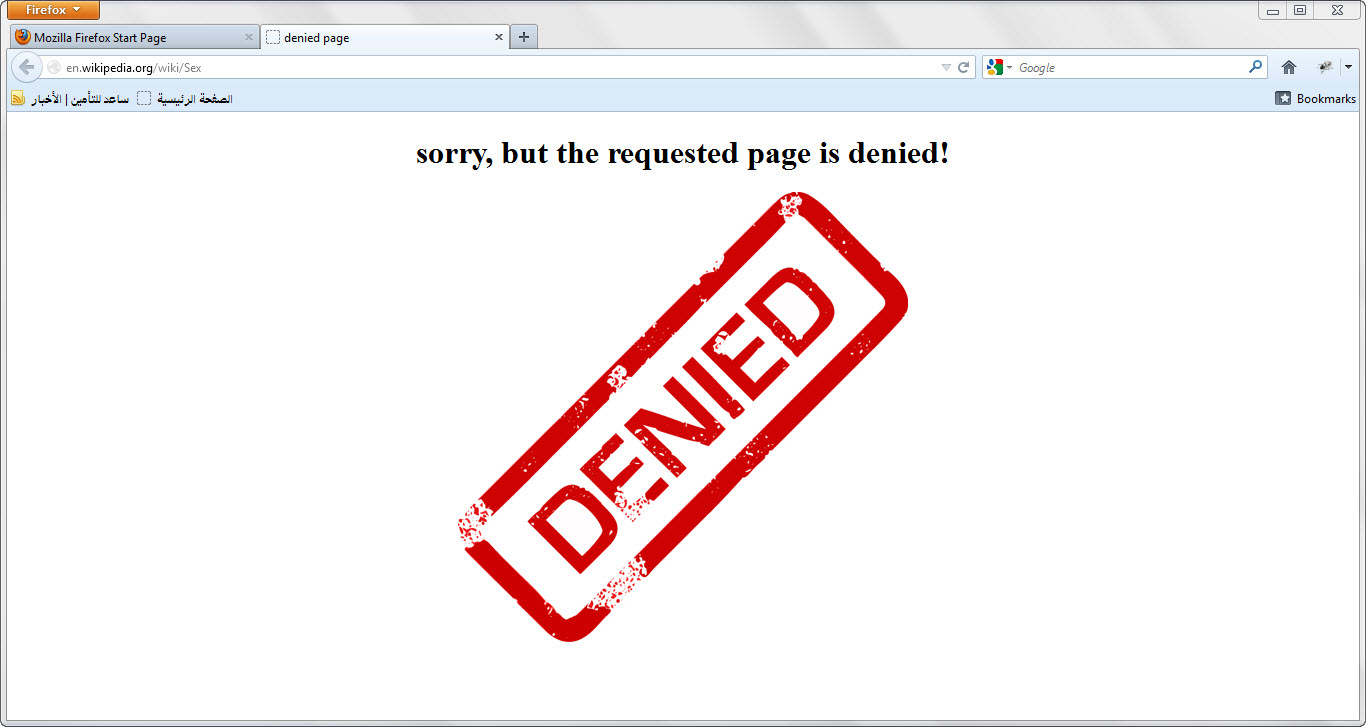 Firefox
Mozilla Firefox Start Page
denied page
en.wikipedia.org/wiki/Sex
Google
ساعد للتأمين | الأخبار
الصفحة الرئيسية
Bookmarks
sorry, but the requested page is denied!
DENIED